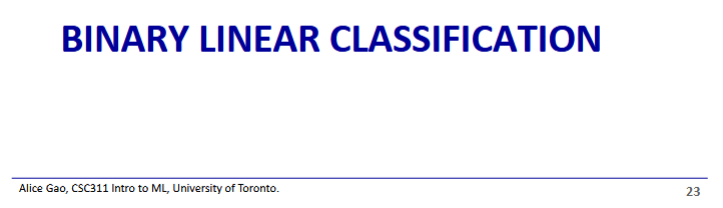 BINARY LINEAR CLASSIFICATION
Alice Gao, CSC311 Intro to ML, University of Toronto.
23